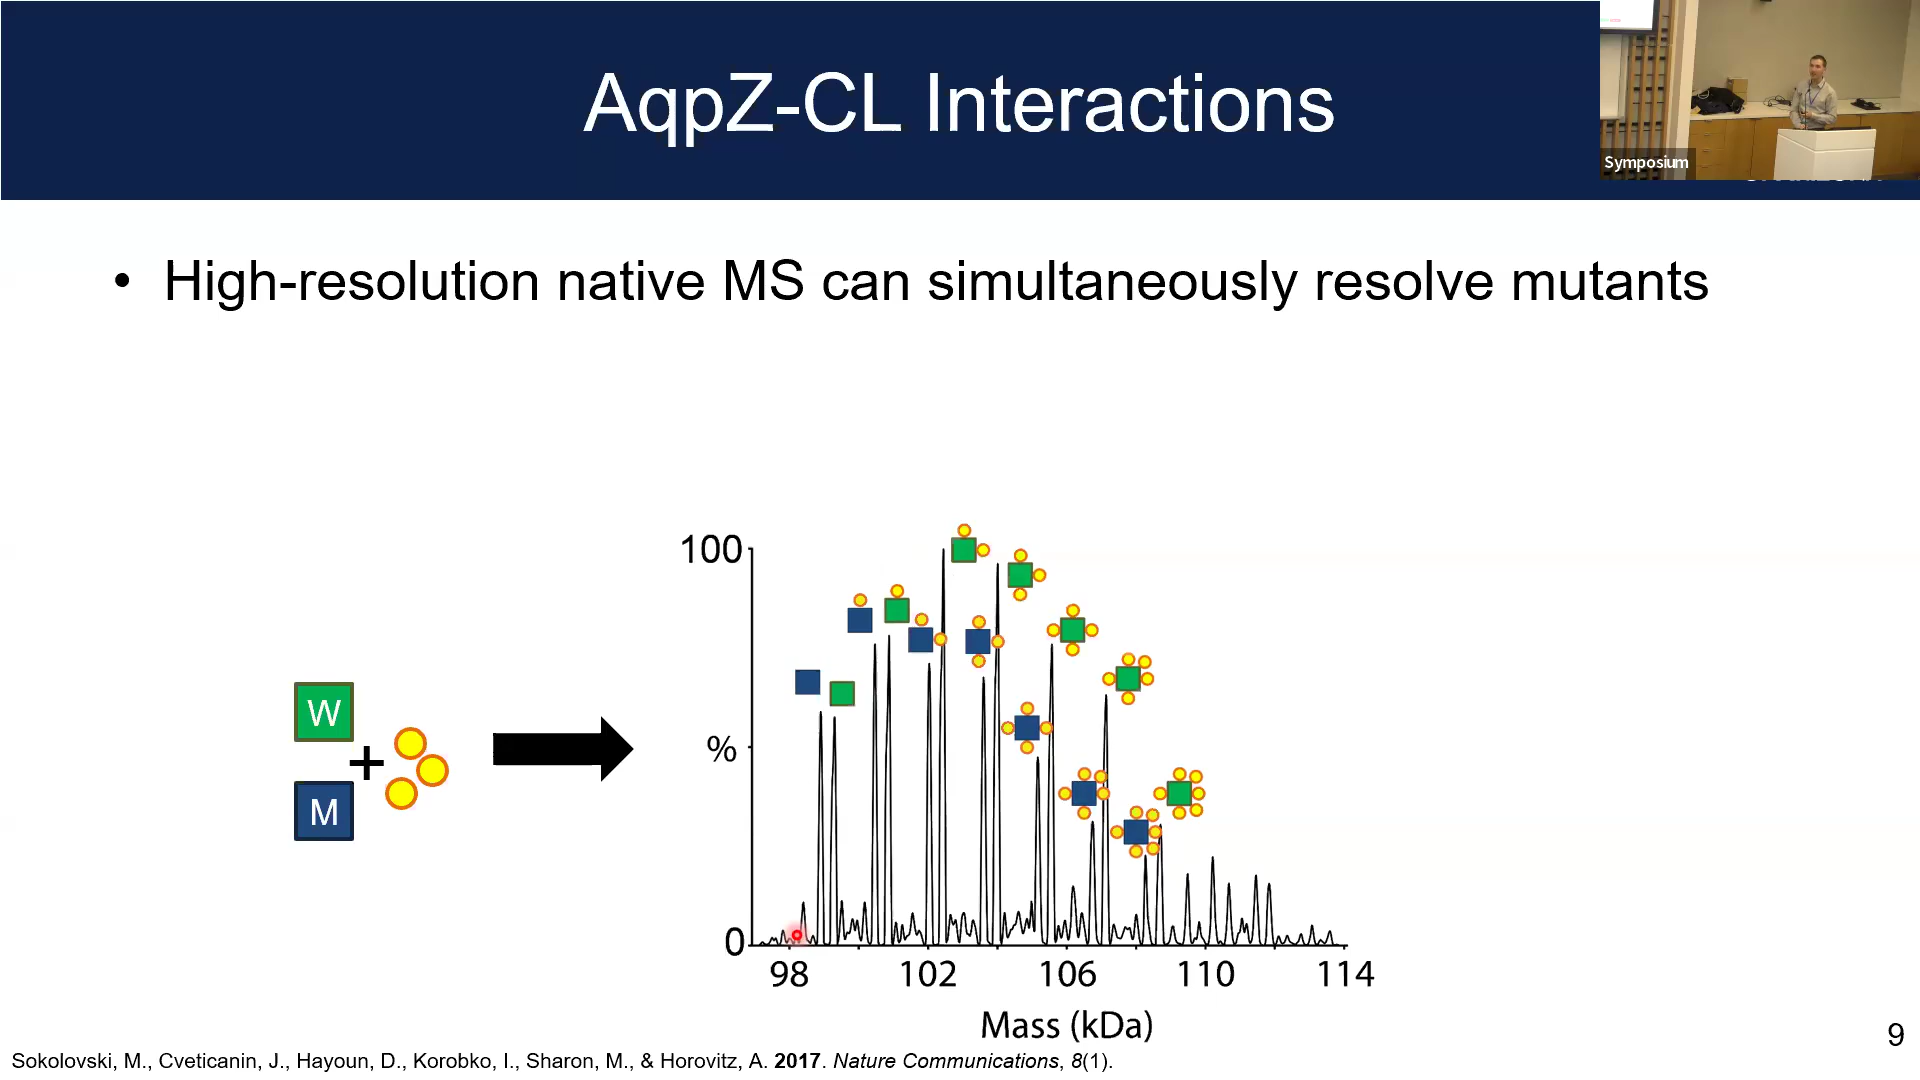 AqpZ-CL Interactions
Symposium
• High-resolution native MS can simultaneously resolve mutants
W
+
M
100
%
0
98 102 106 110 114
Mass (kDa)
9
Sokolovski, M., Cveticanin, J., Hayoun, D., Korobko, I., Sharon, M., & Horovitz, A. 2017. Nature Communications, 8(1).